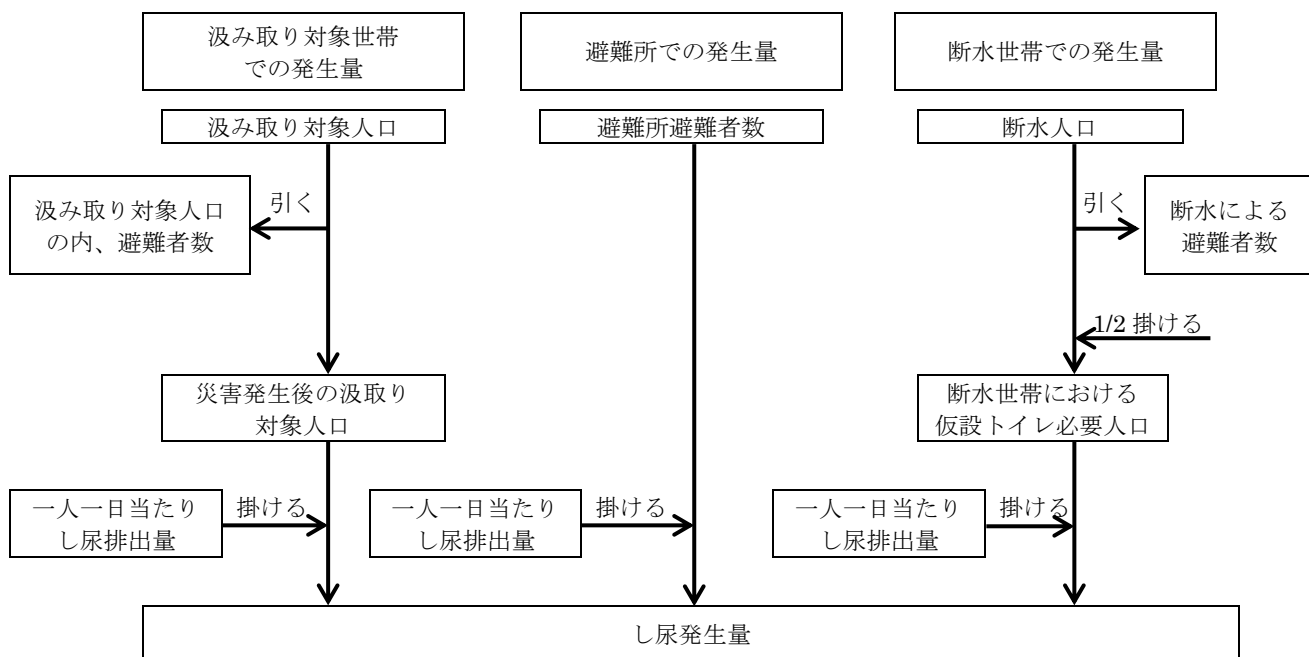 汲み取り対象世帯
での発生量
避難所での発生量
断水世帯での発生量
汲み取り対象人口
避難所避難者数
断水人口
引く
汲み取り対象人口
の内、避難者数
引く
断水による
避難者数
1/2 掛ける
災害発生後の汲取り
対象人口
断水世帯における
仮設トイレ必要人口
一人一日当たり
し尿排出量
掛ける
一人一日当たり
し尿排出量
掛ける
一人一日当たり
し尿排出量
掛ける
し尿発生量